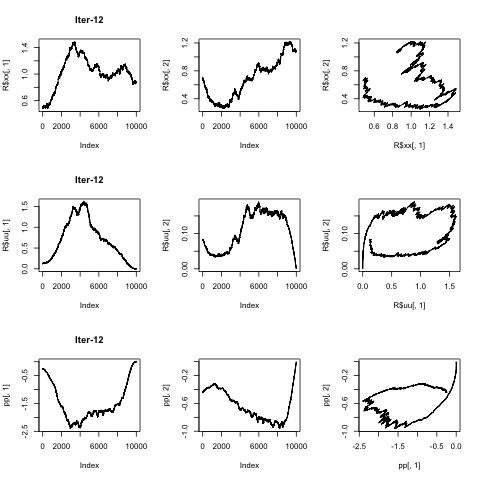 Iter-12
R$xx[, 1]
0.6 1.0 1.4
0 2000 6000 10000
Index
R$xx[, 2]
0.4 0.8 1.2
0 2000 6000 10000
Index
R$xx[, 2]
0.4 0.8 1.2
0.6 0.8 1.0 1.2 1.4
R$xx[, 1]
Iter-12
R$uu[, 1]
0.0 0.5 1.0 1.5
0 2000 6000 10000
Index
R$uu[, 2]
0.00 0.10
0 2000 6000 10000
Index
R$uu[, 2]
0.00 0.10
0.0 0.5 1.0 1.5
R$uu[, 1]
Iter-12
pp[, 1]
-2.5 -1.5 -0.5
0 2000 6000 10000
Index
pp[, 2]
-1.0 -0.6 -0.2
0 2000 6000 10000
Index
pp[, 2]
-1.0 -0.6 -0.2
-2.5 -1.5 -0.5 0.0
pp[, 1]